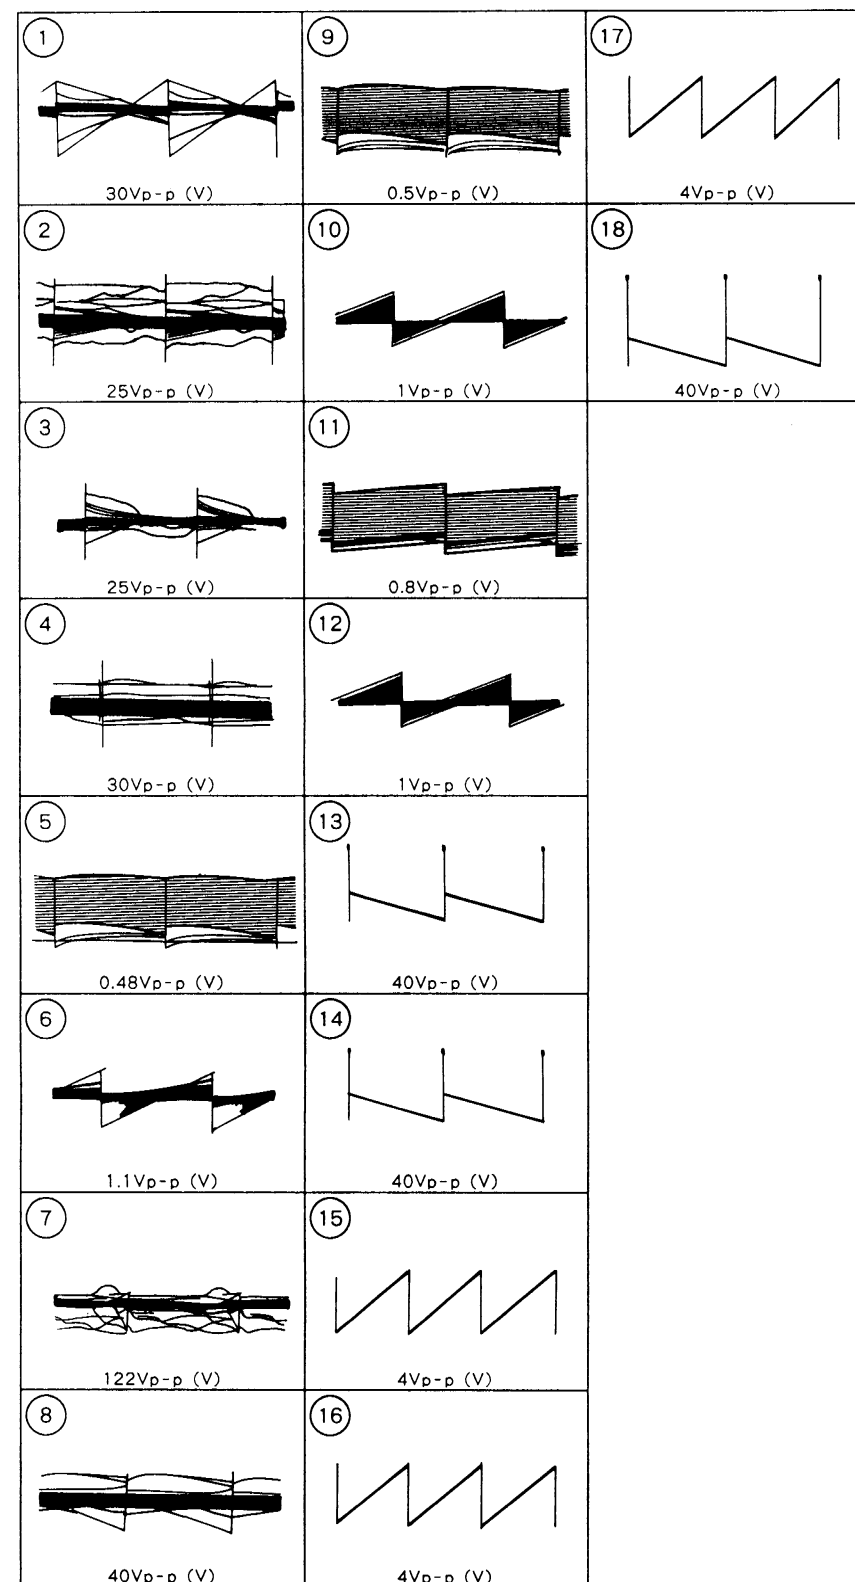 1
30Vp-p (V)
2
25Vp-p (V)
3
25Vp-p (V)
4
30Vp-p (V)
5
0.48Vp-p (V)
6
1.1Vp-p (V)
7
122Vp-p (V)
8
40Vp-p (V)
9
0.5Vp-p (V)
10
1Vp-p (V)
11
0.8Vp-p (V)
12
1Vp-p (V)
13
40Vp-p (V)
14
40Vp-p (V)
15
4Vp-p (V)
16
4Vp-p (V)
17
4Vp-p (V)
18
40Vp-p (V)